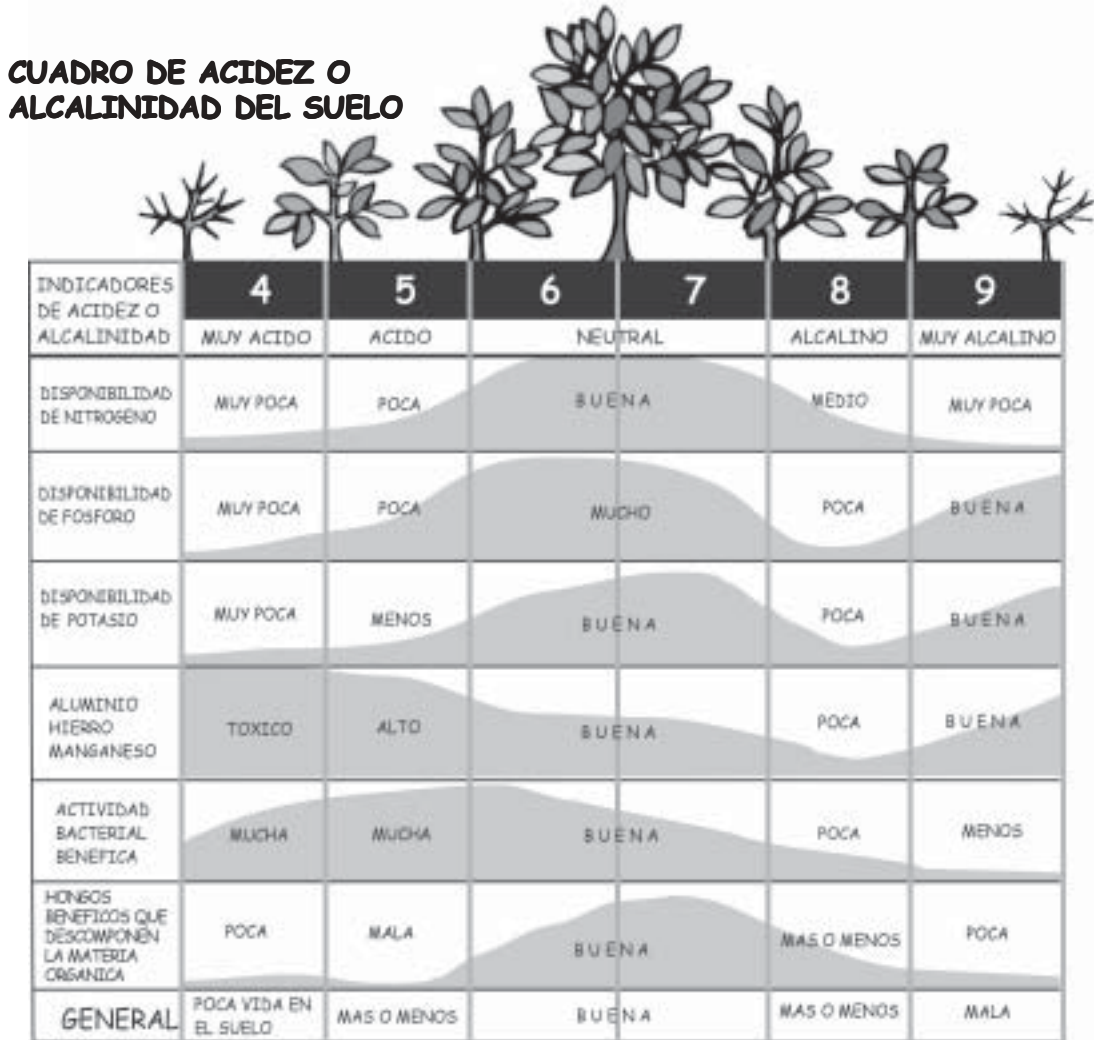 CUADRO DE ACIDEZ O
ALCALINIDAD DEL SUELO
INDICADORES
DE ACIDEZ O
ALCALINIDAD
4 5 6 7 8 9
MUY ACIDO ACIDO NEUTRAL ALCALINO MUY ALCALINO
DISPONIBILIDAD
DE NITROGENO
MUY POCA POCA BUENA MEDIO MUY POCA
DISPONIBILIDAD
DE FOSFORO
MUY POCA POCA MUCHO POCA BUENA
DISPONIBILIDAD
DE POTASIO
MUY POCA MENOS BUENA POCA BUENA
ALUMINIO
HIERRO
MANGANESO
TOXICO ALTO BUENA POCA BUENA
ACTIVIDAD
BACTERIAL
BENEFICA
MUCHA MUCHA BUENA POCA MENOS
HONGOS
BENEFICOS QUE
DESCOMPONEN
LA MATERIA
ORGANICA
POCA MALA BUENA MAS O MENOS POCA
GENERAL
POCA VIDA EN
EL SUELO
MAS O MENOS BUENA MAS O MENOS MALA